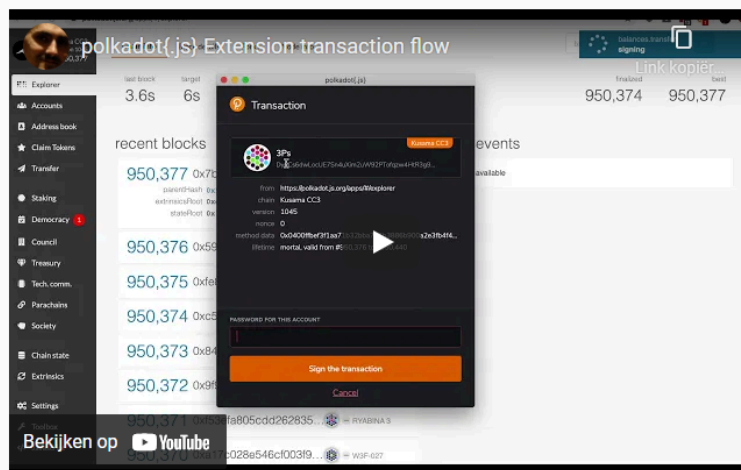 polkadot{.js} Extension transaction flow
Link kopiër
signing
last block
target
3.6s
6s
finalized
best
950,374
950,377
Explorer
Accounts
Address book
Claim Tokens
Transfer
Staking
Democracy 1
Council
Treasury
Tech. comm.
Parachains
Society
Chain state
Extrinsics
Settings
recent blocks
events
950,377
parentHash
extrinsicsRoot
stateRoot
950,376
950,375
950,374
950,373
950,372
950,371
RYABINA 3
950,370
W3F-027
polkadot{.js}
Transaction
Kusama CC3
3Ps
from https://polkadot.js.org/apps/#/explorer
chain Kusama CC3
version 1045
nonce 0
method data
lifetime mortal, valid from
PASSWORD FOR THIS ACCOUNT
Sign the transaction
Cancel
Bekijken op YouTube